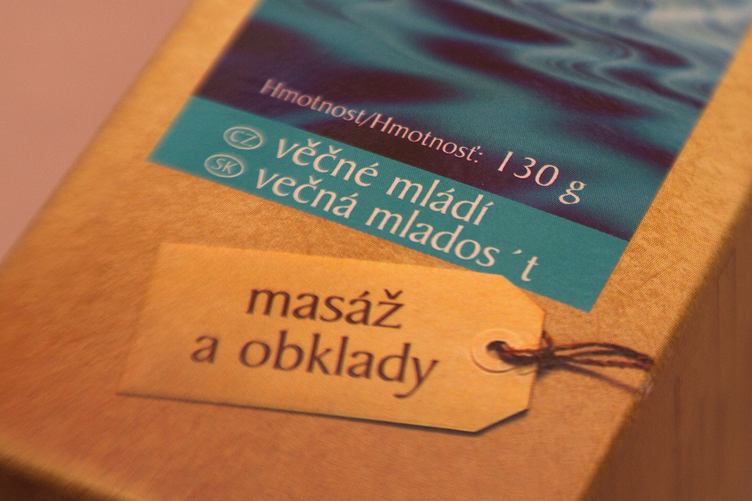 Hmotnost/Hmotnosť: 130 g
CZ věčné mládí
SK večná mlados ´t
masáž
a obklady